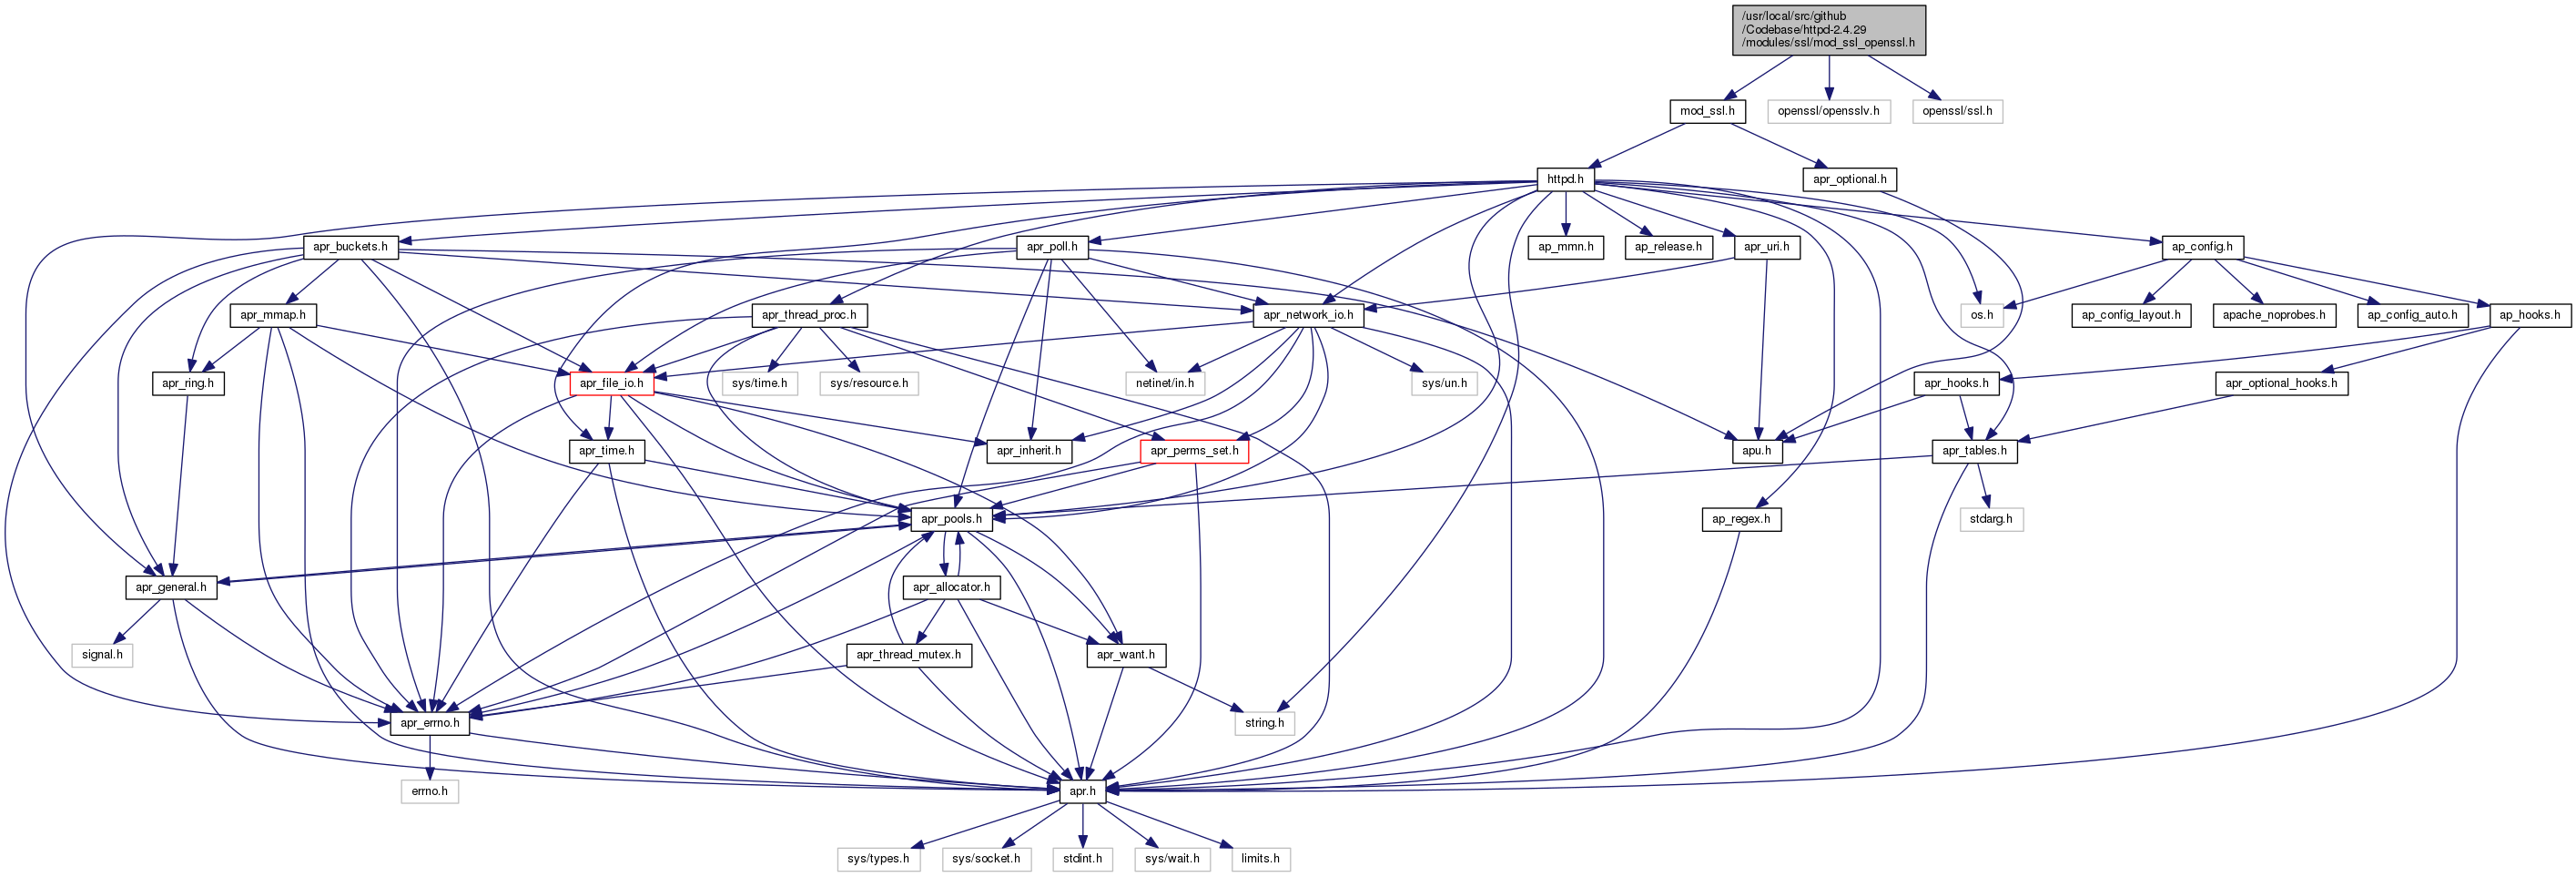 /usr/local/src/github
/Codebase/httpd-2.4.29
/modules/ssl/mod_ssl_openssl.h
mod_ssl.h
openssl/opensslv.h
openssl/ssl.h
httpd.h
apr_optional.h
apr_buckets.h
apr_poll.h
ap_mmn.h
ap_release.h
apr_uri.h
ap_config.h
apr_mmap.h
apr_thread_proc.h
apr_network_io.h
os.h
ap_config_layout.h
apache_noprobes.h
ap_config_auto.h
ap_hooks.h
apr_ring.h
apr_file_io.h
sys/time.h
sys/resource.h
netinet/in.h
sys/un.h
apr_hooks.h
apr_optional_hooks.h
apr_time.h
apr_inherit.h
apr_perms_set.h
apu.h
apr_tables.h
apr_pools.h
ap_regex.h
stdarg.h
apr_general.h
apr_allocator.h
signal.h
apr_thread_mutex.h
apr_want.h
apr_errno.h
string.h
errno.h
apr.h
sys/types.h
sys/socket.h
stdint.h
sys/wait.h
limits.h